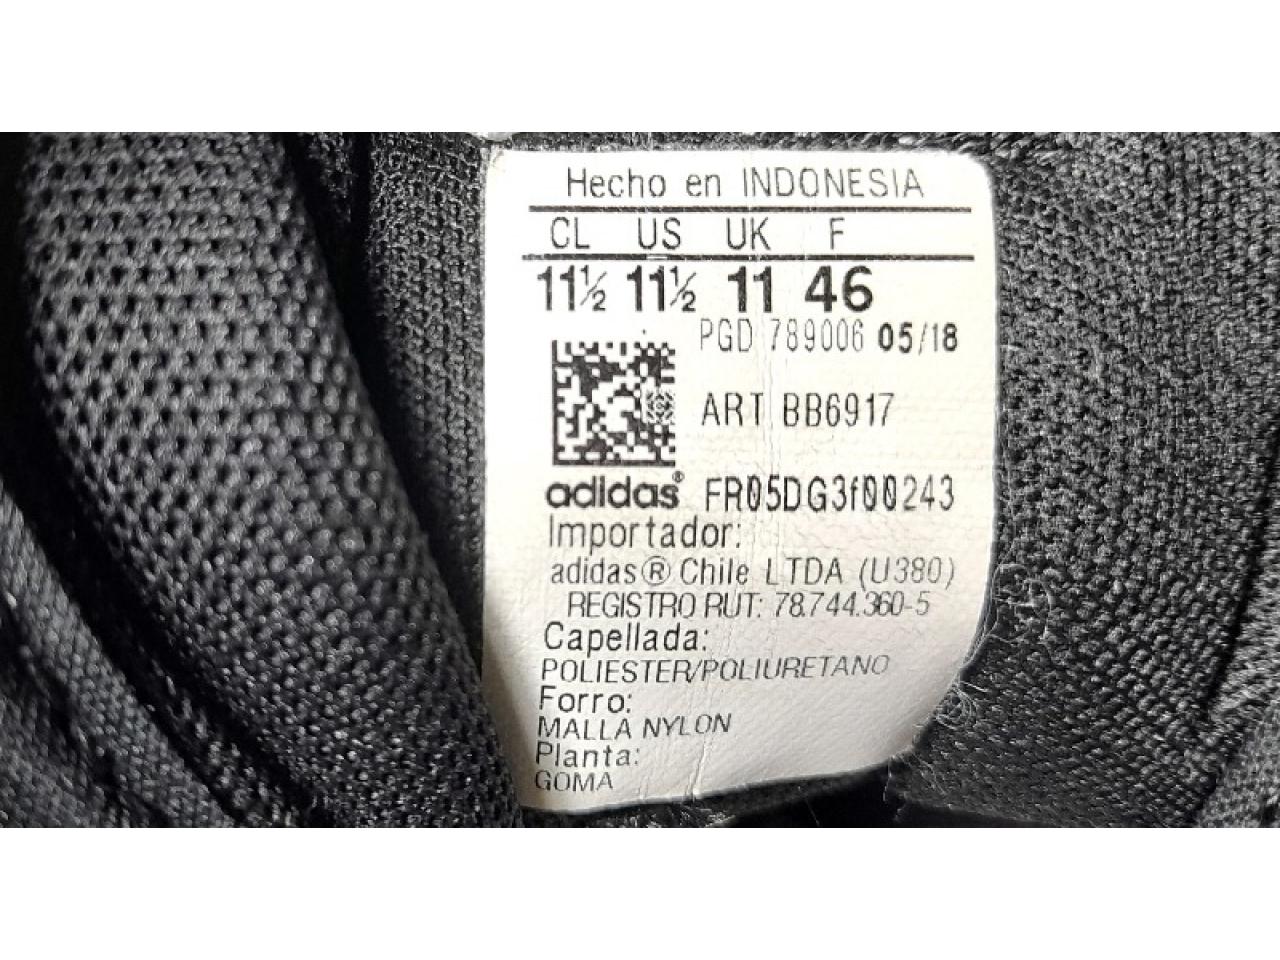 Hecho en INDONESIA
CL US UK F
11½ 11½ 11 46
PGD 789006 05/18
ART BB6917
adidas® FR05DG3f00243
Importador:
adidas® Chile LTDA (U380)
REGISTRO RUT: 78.744.360-5
Capellada:
POLIESTER/POLIURETANO
Forro:
MALLA NYLON
Planta:
GOMA